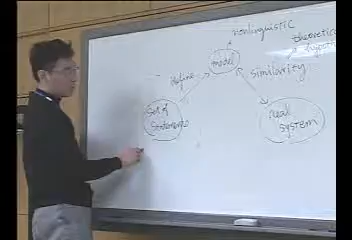 nonlinguistic
theoretical
model
define
similarity
Set of
Statements
real
system